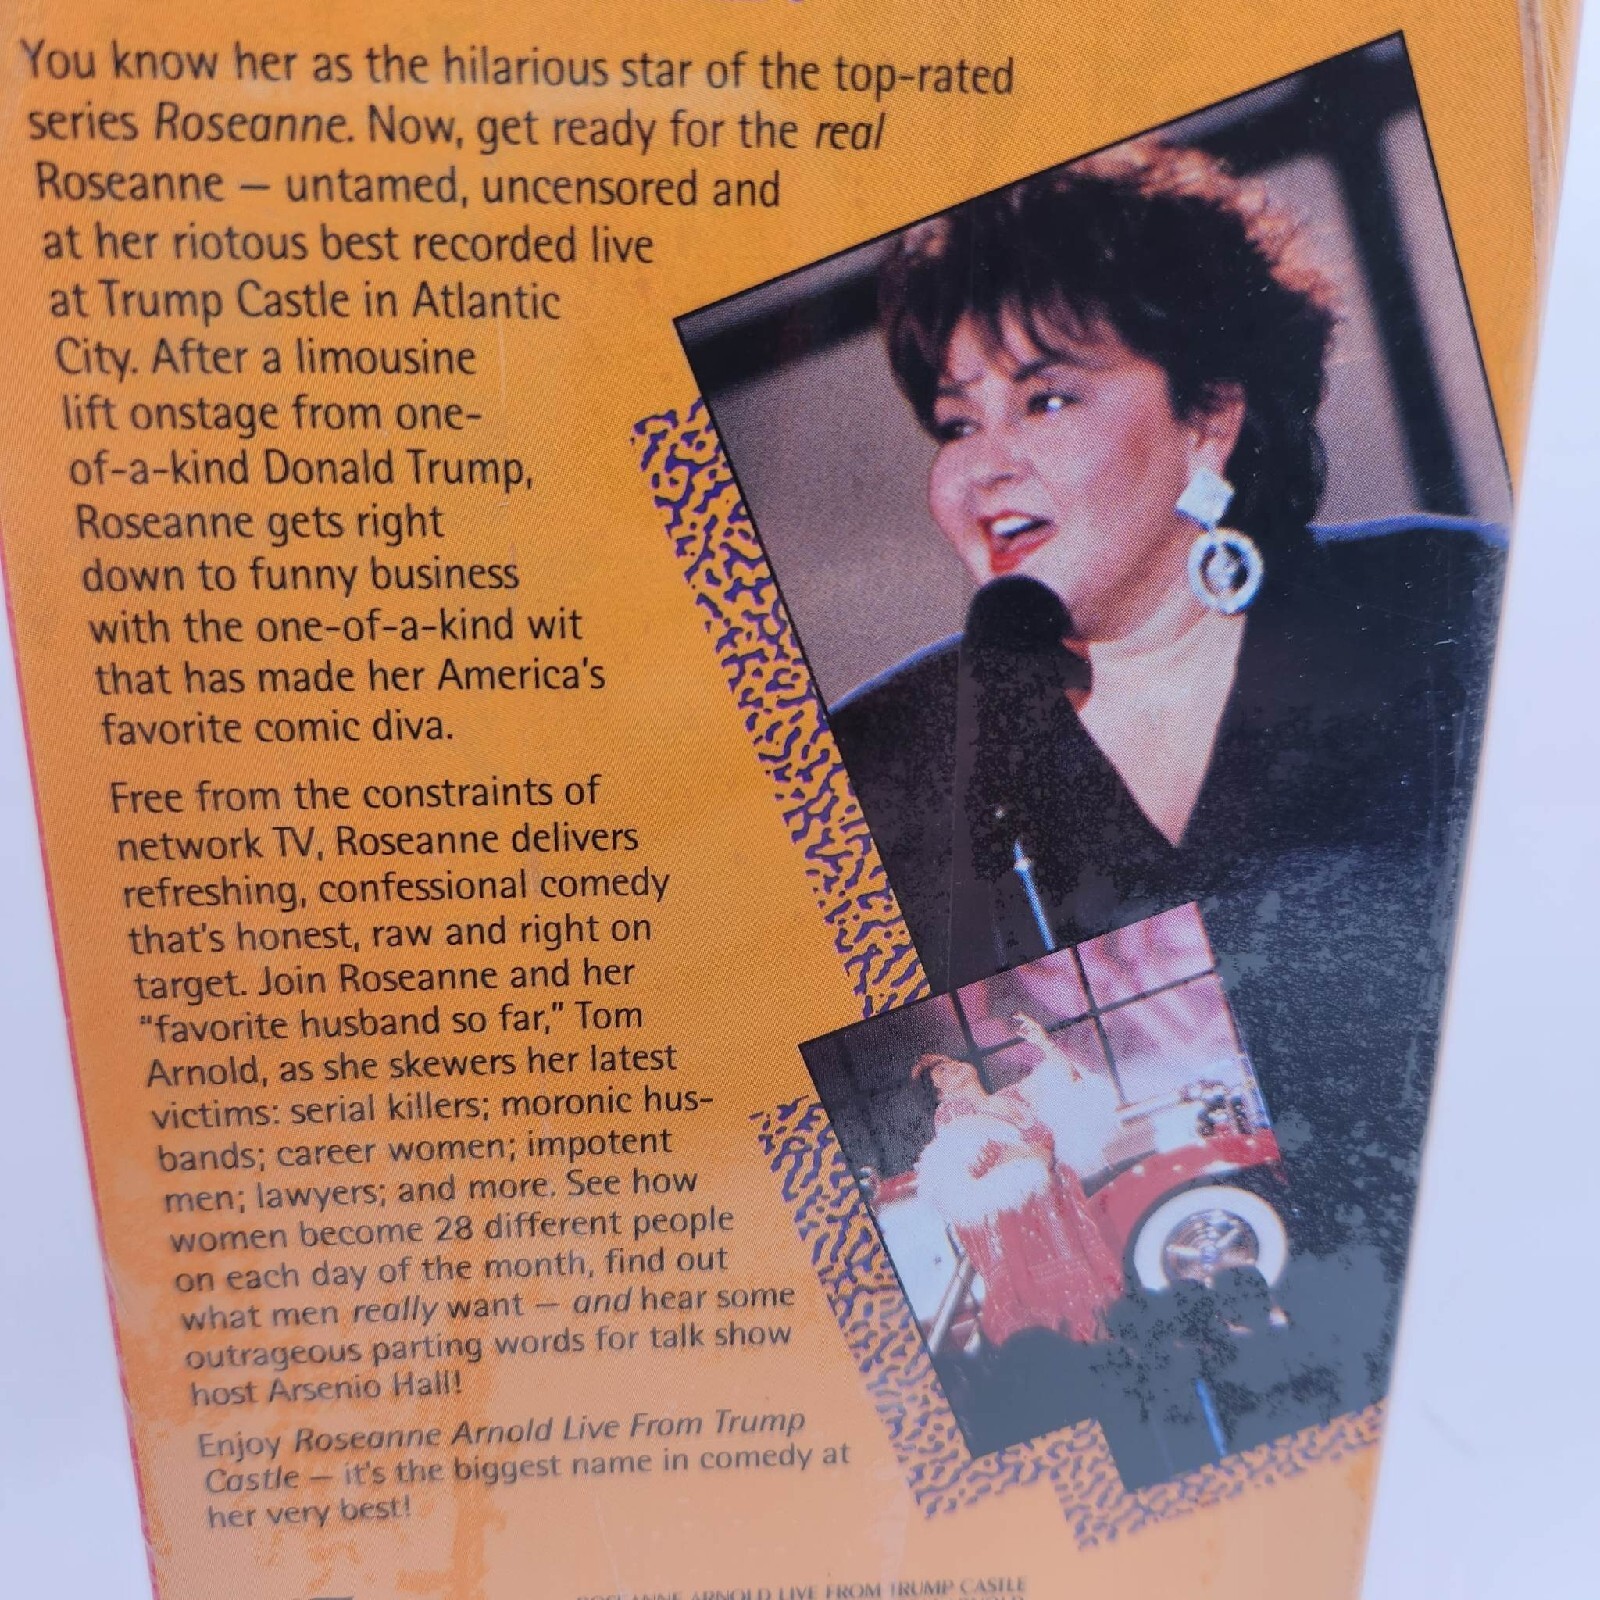 You know her as the hilarious star of the top-rated
series Roseanne. Now, get ready for the real
Roseanne — untamed, uncensored and
at her riotous best recorded live
at Trump Castle in Atlantic
City. After a limousine
lift onstage from one-
of-a-kind Donald Trump,
Roseanne gets right
down to funny business
with the one-of-a-kind wit
that has made her America's
favorite comic diva.
Free from the constraints of
network TV, Roseanne delivers
refreshing, confessional comedy
that's honest, raw and right on
target. Join Roseanne and her
"favorite husband so far," Tom
Arnold, as she skewers her latest
victims: serial killers; moronic hus-
bands; career women; impotent
men; lawyers; and more. See how
women become 28 different people
on each day of the month, find out
what men really want — and hear some
outrageous parting words for talk show
host Arsenio Hall!
Enjoy Roseanne Arnold Live From Trump
Castle — it's the biggest name in comedy at
her very best!
ROSEANNE ARNOLD LIVE FROM TRUMP CASTLE